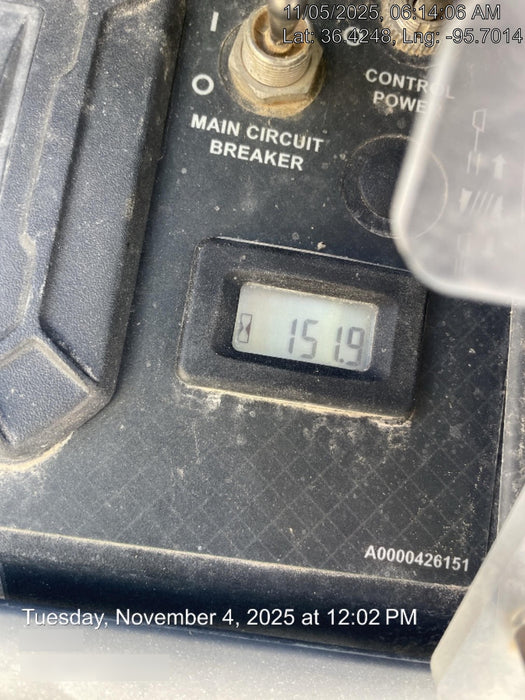 11/05/2025, 06:14:06 AM
Lat: 36.4248, Lng: -95.7014
I
O
CONTROL
MAIN CIRCUIT
BREAKER
151.9
A0000426151
Tuesday, November 4, 2025 at 12:02 PM